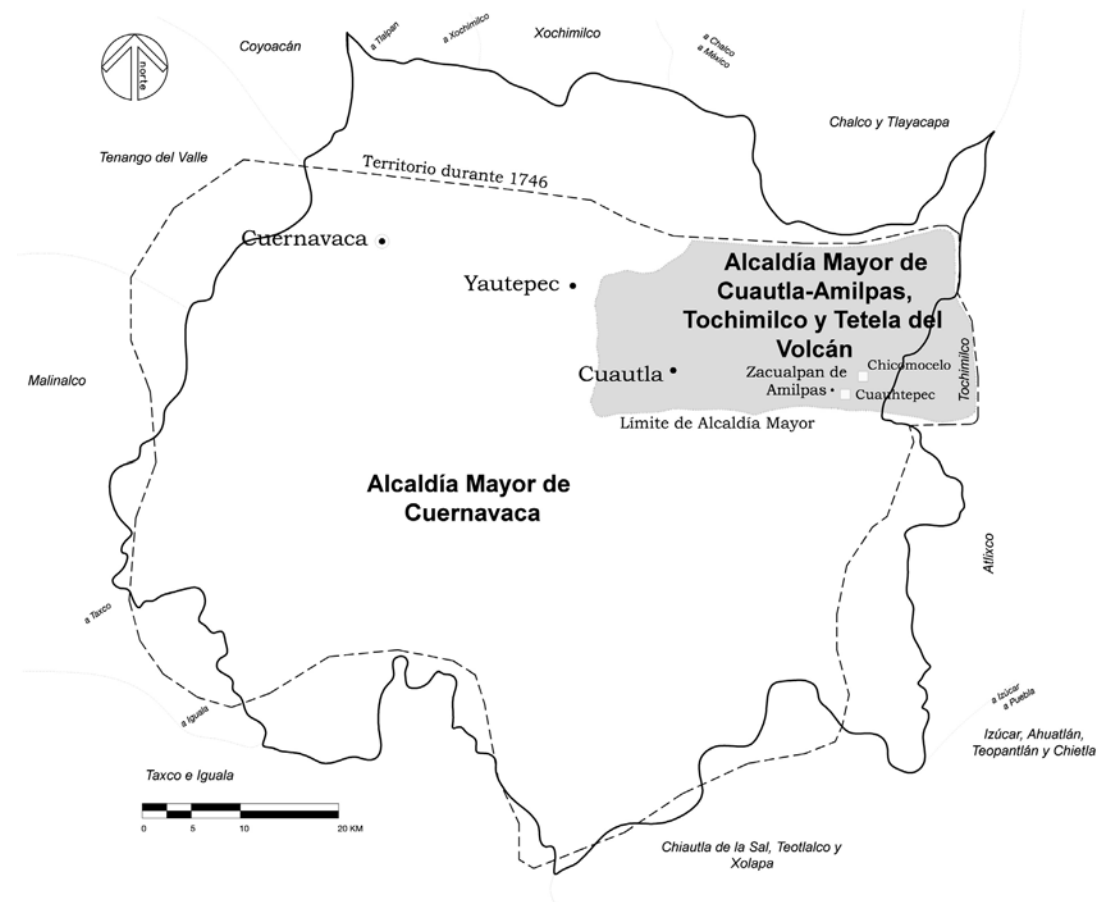 Coyoacán
a Tlalpan
a Xochimilco
Xochimilco
a Chalco
a México
norte
Chalco y Tlayacapa
Tenango del Valle
Territorio durante 1746
Cuernavaca
Yautepec
Alcaldía Mayor de
Cuautla-Amilpas,
Tochimilco y Tetela del
Volcán
Tochimilco
Malinalco
Cuautla
Zacualpan de
Amilpas
Chicomocelo
Cuauhtepec
Límite de Alcaldía Mayor
Alcaldía Mayor de
Cuernavaca
Atlixco
a Taxco
a Iguala
a Izúcar
a Puebla
Izúcar, Ahuatlán,
Teopantlán y Chietla
Taxco e Iguala
0 5 10 20 KM
Chiautla de la Sal, Teotlalco y
Xolapa